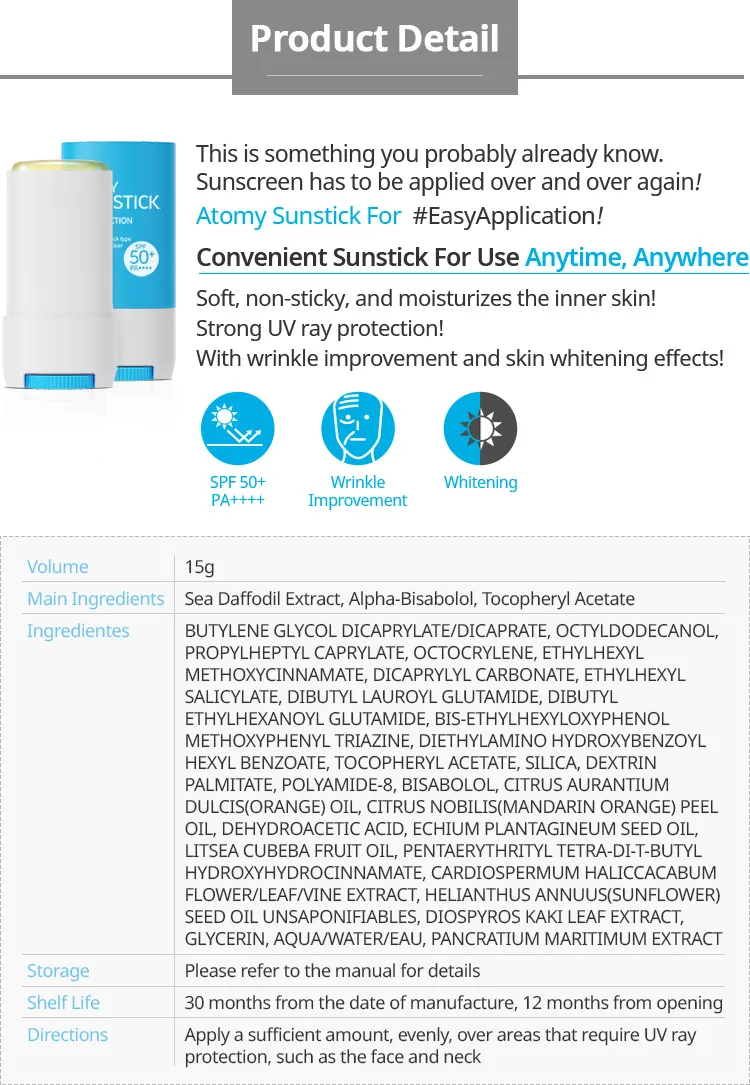 Product Detail
This is something you probably already know.
Sunscreen has to be applied over and over again!
Atomy Sunstick For #EasyApplication!
Convenient Sunstick For Use Anytime, Anywhere
Soft, non-sticky, and moisturizes the inner skin!
Strong UV ray protection!
With wrinkle improvement and skin whitening effects!
STICK
SPF
50+
PA++++
SPF 50+
PA++++
Wrinkle
Improvement
Whitening
Volume 15g
Main Ingredients Sea Daffodil Extract, Alpha-Bisabolol, Tocopheryl Acetate
Ingredientes BUTYLENE GLYCOL DICAPRYLATE/DICAPRATE, OCTYLDODECANOL,
PROPYLHEPTYL CAPRYLATE, OCTOCRYLENE, ETHYLHEXYL
METHOXYCINNAMATE, DICAPRYLYL CARBONATE, ETHYLHEXYL
SALICYLATE, DIBUTYL LAUROYL GLUTAMIDE, DIBUTYL
ETHYLHEXANOYL GLUTAMIDE, BIS-ETHYLHEXYLOXYPHENOL
METHOXYPHENYL TRIAZINE, DIETHYLAMINO HYDROXYBENZOYL
HEXYL BENZOATE, TOCOPHERYL ACETATE, SILICA, DEXTRIN
PALMITATE, POLYAMIDE-8, BISABOLOL, CITRUS AURANTIUM
DULCIS(ORANGE) OIL, CITRUS NOBILIS(MANDARIN ORANGE) PEEL
OIL, DEHYDROACETIC ACID, ECHIUM PLANTAGINEUM SEED OIL,
LITSEA CUBEBA FRUIT OIL, PENTAERYTHRITYL TETRA-DI-T-BUTYL
HYDROXYHYDROCINNAMATE, CARDIOSPERMUM HALICCACABUM
FLOWER/LEAF/VINE EXTRACT, HELIANTHUS ANNUUS(SUNFLOWER)
SEED OIL UNSAPONIFIABLES, DIOSPYROS KAKI LEAF EXTRACT,
GLYCERIN, AQUA/WATER/EAU, PANCRATIUM MARITIMUM EXTRACT
Storage Please refer to the manual for details
Shelf Life 30 months from the date of manufacture, 12 months from opening
Directions Apply a sufficient amount, evenly, over areas that require UV ray
protection, such as the face and neck